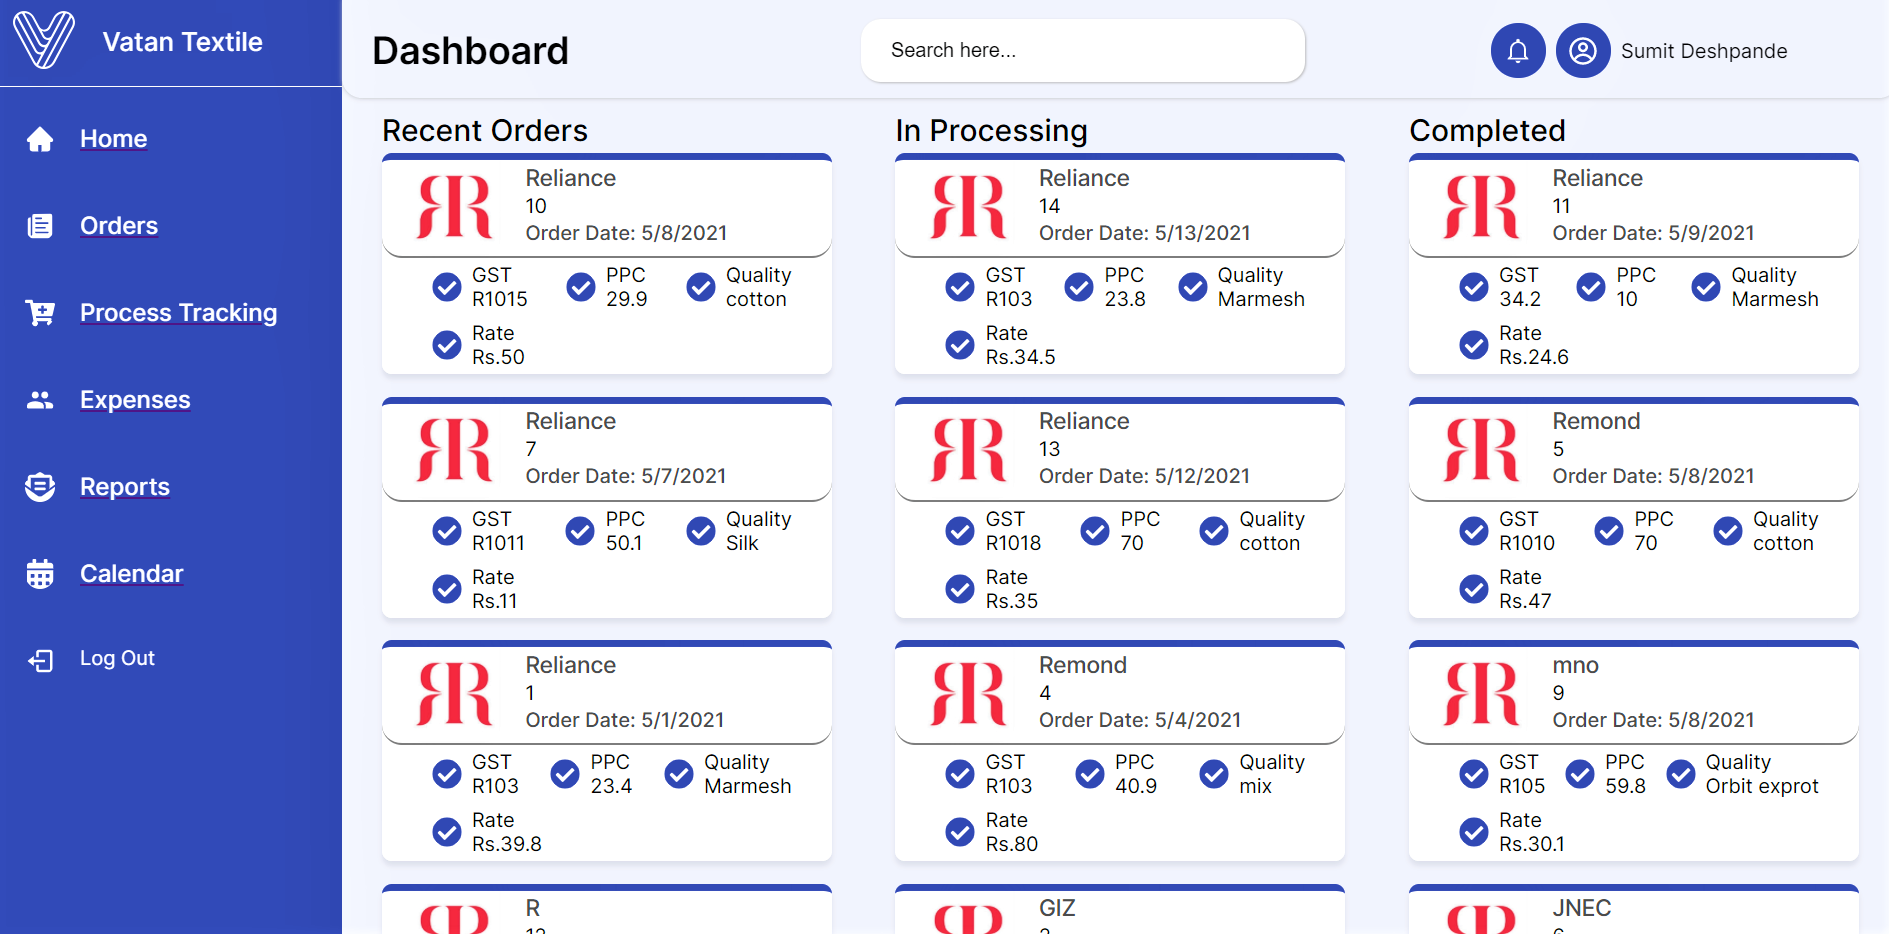 Vatan Textile
Home
Orders
Process Tracking
Expenses
Reports
Calendar
Log Out
Dashboard
Search here...
Sumit Deshpande
Recent Orders
Reliance
10
Order Date: 5/8/2021
GST
R1015
PPC
29.9
Quality
cotton
Rate
Rs.50
Reliance
7
Order Date: 5/7/2021
GST
R1011
PPC
50.1
Quality
Silk
Rate
Rs.11
Reliance
1
Order Date: 5/1/2021
GST
R103
PPC
23.4
Quality
Marmesh
Rate
Rs.39.8
R
In Processing
Reliance
14
Order Date: 5/13/2021
GST
R103
PPC
23.8
Quality
Marmesh
Rate
Rs.34.5
Reliance
13
Order Date: 5/12/2021
GST
R1018
PPC
70
Quality
cotton
Rate
Rs.35
Remond
4
Order Date: 5/4/2021
GST
R103
PPC
40.9
Quality
mix
Rate
Rs.80
GIZ
Completed
Reliance
11
Order Date: 5/9/2021
GST
34.2
PPC
10
Quality
Marmesh
Rate
Rs.24.6
Remond
5
Order Date: 5/8/2021
GST
R1010
PPC
70
Quality
cotton
Rate
Rs.47
mno
9
Order Date: 5/8/2021
GST
R105
PPC
59.8
Quality
Orbit exprot
Rate
Rs.30.1
JNEC